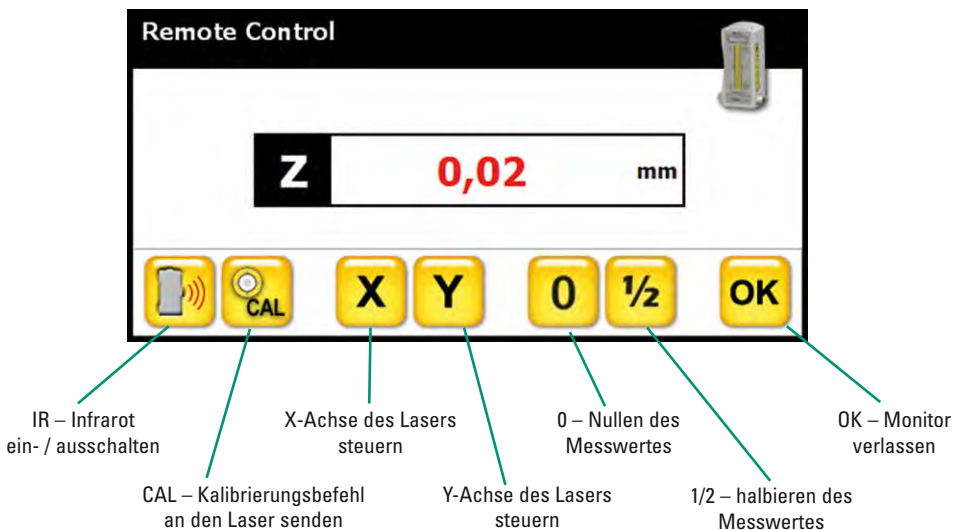 Remote Control
Z 0,02 mm
CAL X Y 0 ½ OK
IR – Infrarot
ein- / ausschalten
X-Achse des Lasers
steuern
0 – Nullen des
Messwertes
OK – Monitor
verlassen
CAL – Kalibrierungsbefehl
an den Laser senden
Y-Achse des Lasers
steuern
1/2 – halbieren des
Messwertes